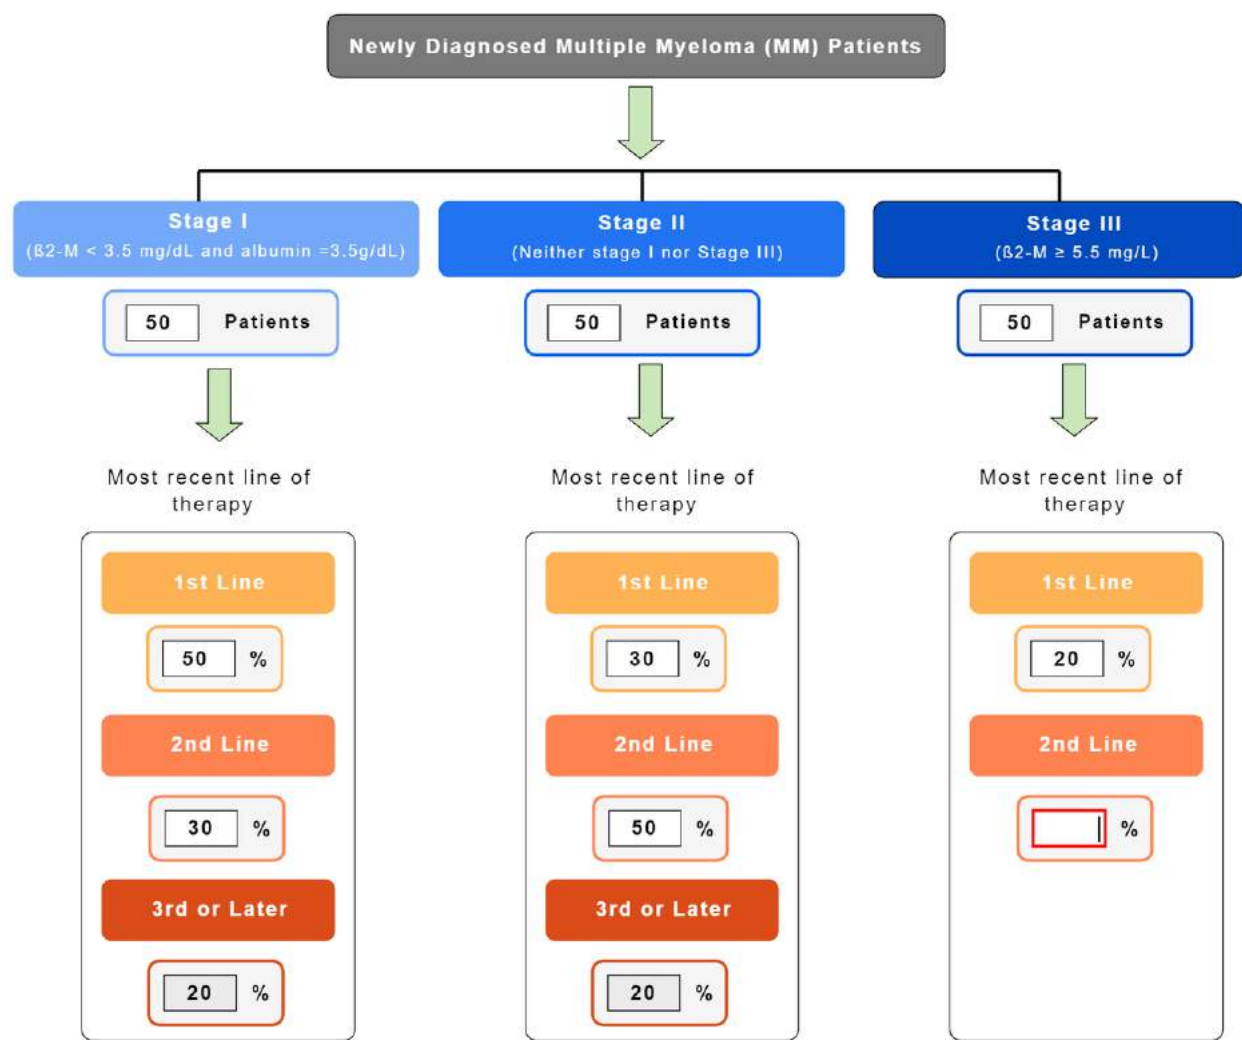 Newly Diagnosed Multiple Myeloma (MM) Patients
Stage I
(ß2-M < 3.5 mg/dL and albumin =3.5g/dL)
50 Patients
Most recent line of
therapy
1st Line
50 %
2nd Line
30 %
3rd or Later
20 %
Stage II
(Neither stage I nor Stage III)
50 Patients
Most recent line of
therapy
1st Line
30 %
2nd Line
50 %
3rd or Later
20 %
Stage III
(ß2-M ≥ 5.5 mg/L)
50 Patients
Most recent line of
therapy
1st Line
20 %
2nd Line
%